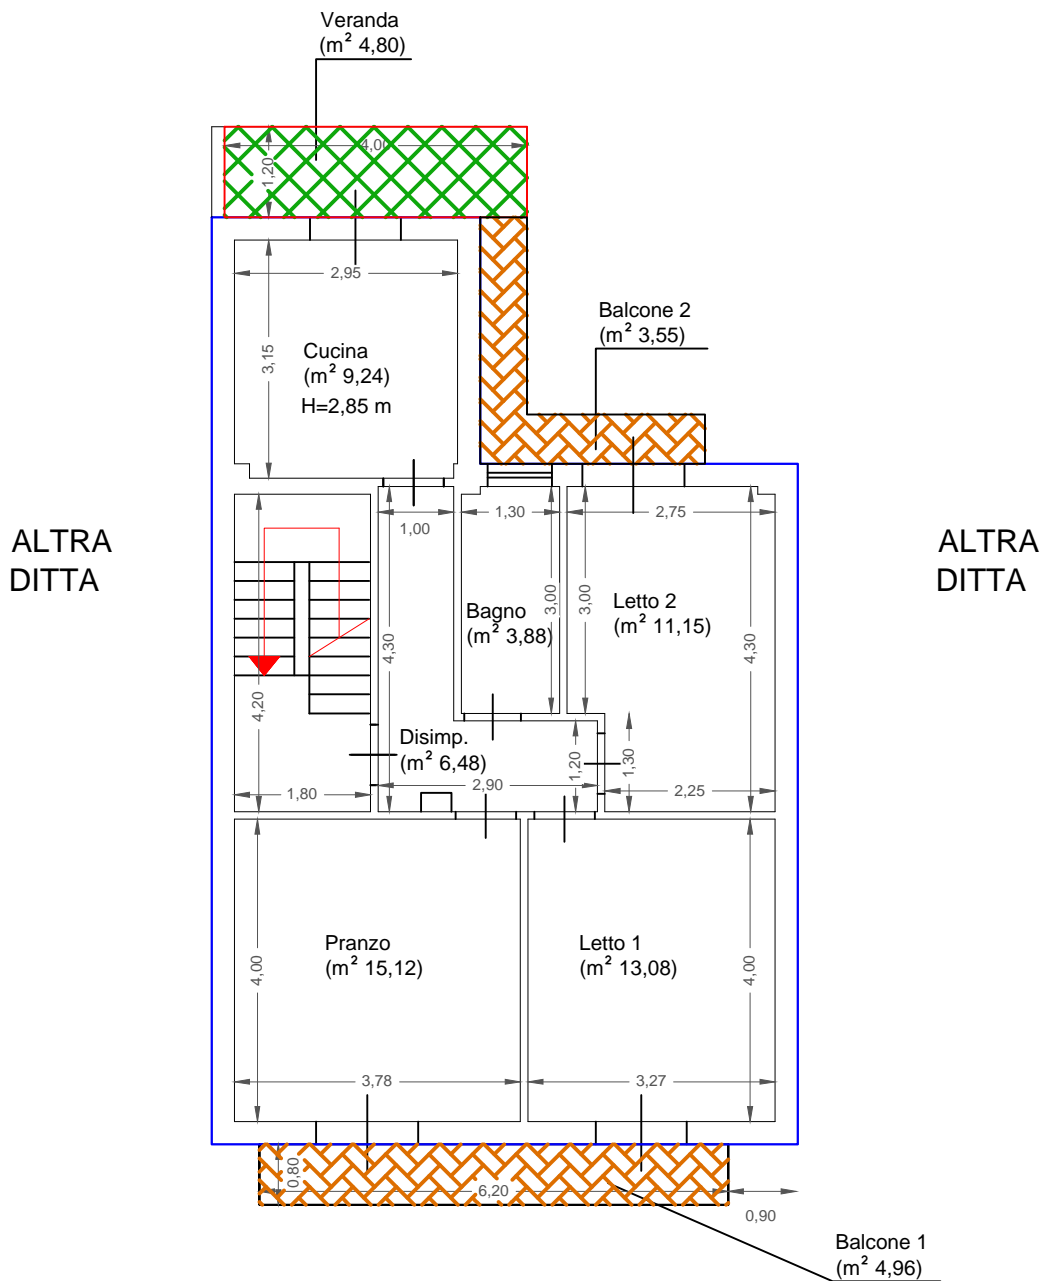 Veranda
(m² 4,80)
4,00
1,20
2,95
3,15
Cucina
(m² 9,24)
H=2,85 m
Balcone 2
(m² 3,55)
ALTRA
DITTA
ALTRA
DITTA
1,00
1,30
2,75
3,00
3,00
Bagno
(m² 3,88)
Letto 2
(m² 11,15)
4,30
4,30
4,20
Disimp.
(m² 6,48)
1,20
1,30
2,90
1,80
2,25
Pranzo
(m² 15,12)
Letto 1
(m² 13,08)
4,00
4,00
3,78
3,27
0,80
6,20
0,90
Balcone 1
(m² 4,96)